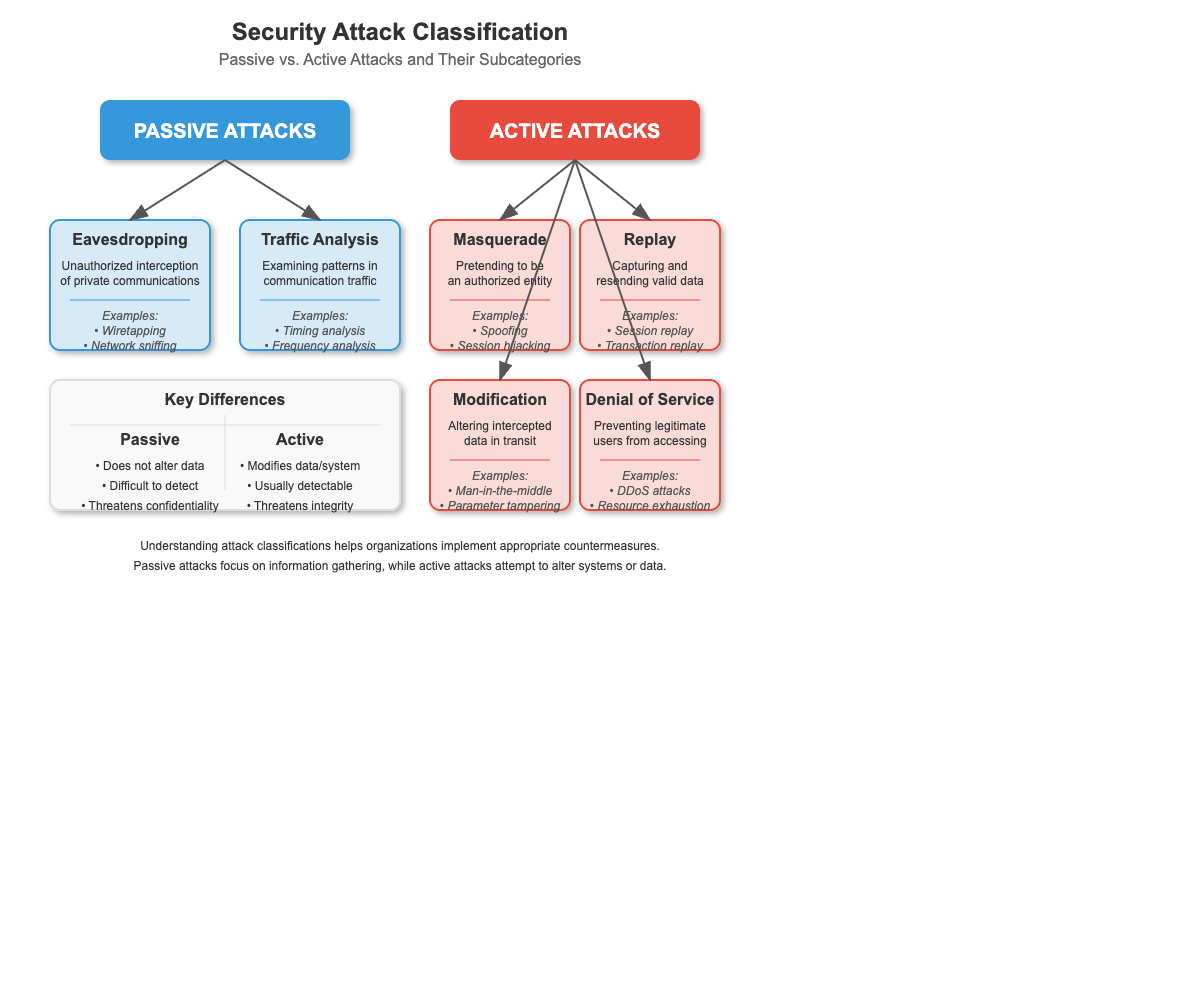 Security Attack Classification
Passive vs. Active Attacks and Their Subcategories
PASSIVE ATTACKS
ACTIVE ATTACKS
Eavesdropping
Unauthorized interception
of private communications
Examples:
• Wiretapping
• Network sniffing
Traffic Analysis
Examining patterns in
communication traffic
Examples:
• Timing analysis
• Frequency analysis
Masquerade
Pretending to be
an authorized entity
Examples:
• Spoofing
• Session hijacking
Replay
Capturing and
resending valid data
Examples:
• Session replay
• Transaction replay
Key Differences
Passive
• Does not alter data
• Difficult to detect
• Threatens confidentiality
Active
• Modifies data/system
• Usually detectable
• Threatens integrity
Modification
Altering intercepted
data in transit
Examples:
• Man-in-the-middle
• Parameter tampering
Denial of Service
Preventing legitimate
users from accessing
Examples:
• DDoS attacks
• Resource exhaustion
Understanding attack classifications helps organizations implement appropriate countermeasures.
Passive attacks focus on information gathering, while active attacks attempt to alter systems or data.